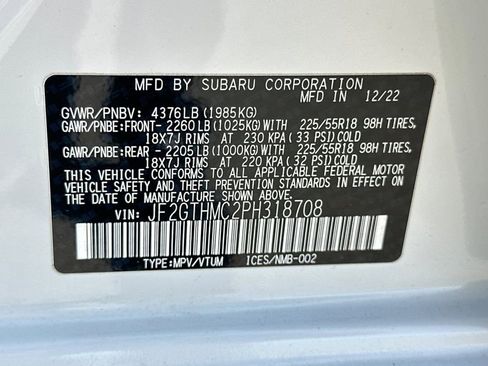 MFD BY SUBARU CORPORATION
MFD IN 12/22
GVWR/PNBV: 4376LB (1985KG)
GAWR/PNBE:FRONT- 2260LB (1025KG) WITH 225/55R18 98H TIRES,
18X7J RIMS AT 230 KPA (33 PSI) COLD
GAWR/PNBE:REAR - 2205LB (1000KG) WITH 225/55R18 98H TIRES,
18X7J RIMS AT 220 KPA (32 PSI) COLD
THIS VEHICLE CONFORMS TO ALL APPLICABLE FEDERAL MOTOR
VEHICLE SAFETY AND BUMPER STANDARDS IN EFFECT ON THE
DATE OF MANUFACTURE SHOWN ABOVE.
VIN: JF2GTHMC2PH318708
TYPE:MPV/VTUM ICES/NMB-002